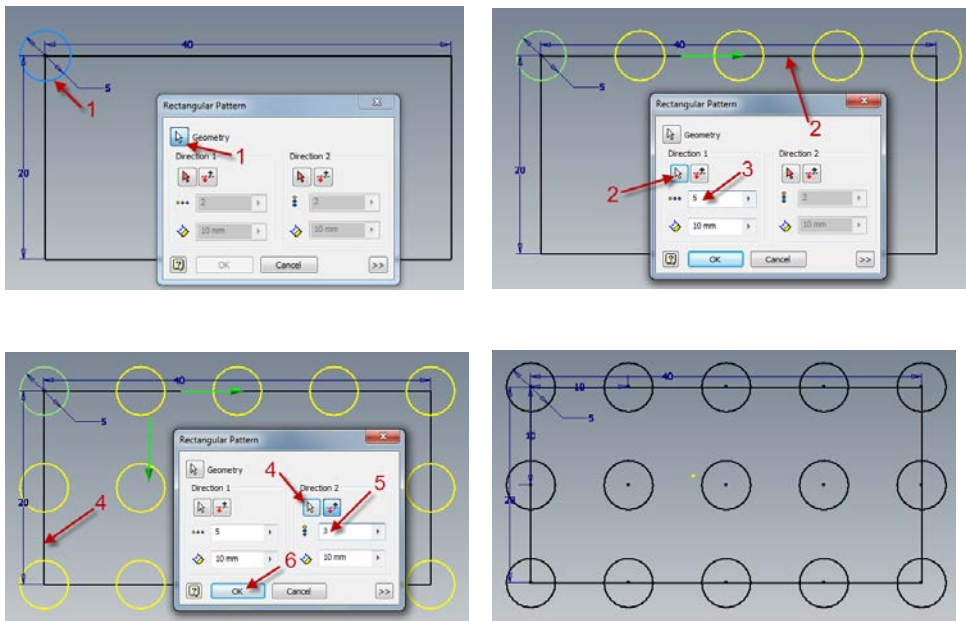 40
5
1
20
Rectangular Pattern
Geometry
1
Direction 1
Direction 2
2
2
10 mm
10 mm
OK
Cancel
>>
40
5
2
20
Rectangular Pattern
Geometry
Direction 1
Direction 2
2
3
5
2
10 mm
10 mm
OK
Cancel
>>
40
5
20
4
Rectangular Pattern
Geometry
4
Direction 1
Direction 2
5
5
3
10 mm
10 mm
6
OK
Cancel
>>
10
40
5
10
20